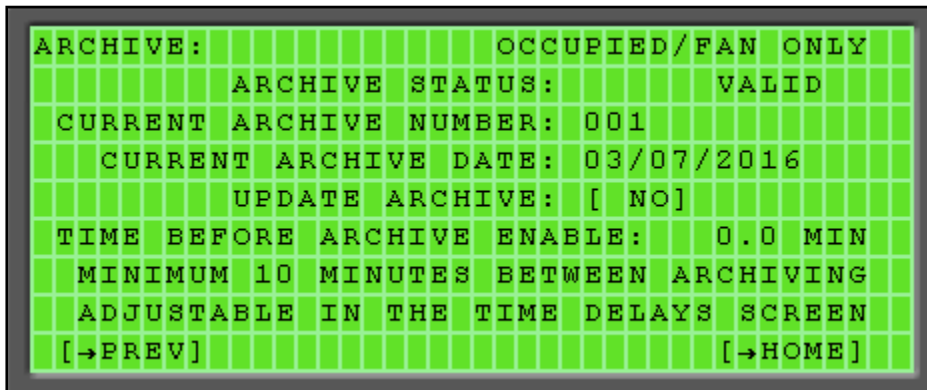 ARCHIVE: OCCUPIED/FAN ONLY
ARCHIVE STATUS: VALID
CURRENT ARCHIVE NUMBER: 001
CURRENT ARCHIVE DATE: 03/07/2016
UPDATE ARCHIVE: [ NO]
TIME BEFORE ARCHIVE ENABLE: 0.0 MIN
MINIMUM 10 MINUTES BETWEEN ARCHIVING
ADJUSTABLE IN THE TIME DELAYS SCREEN
[→PREV] [→HOME]